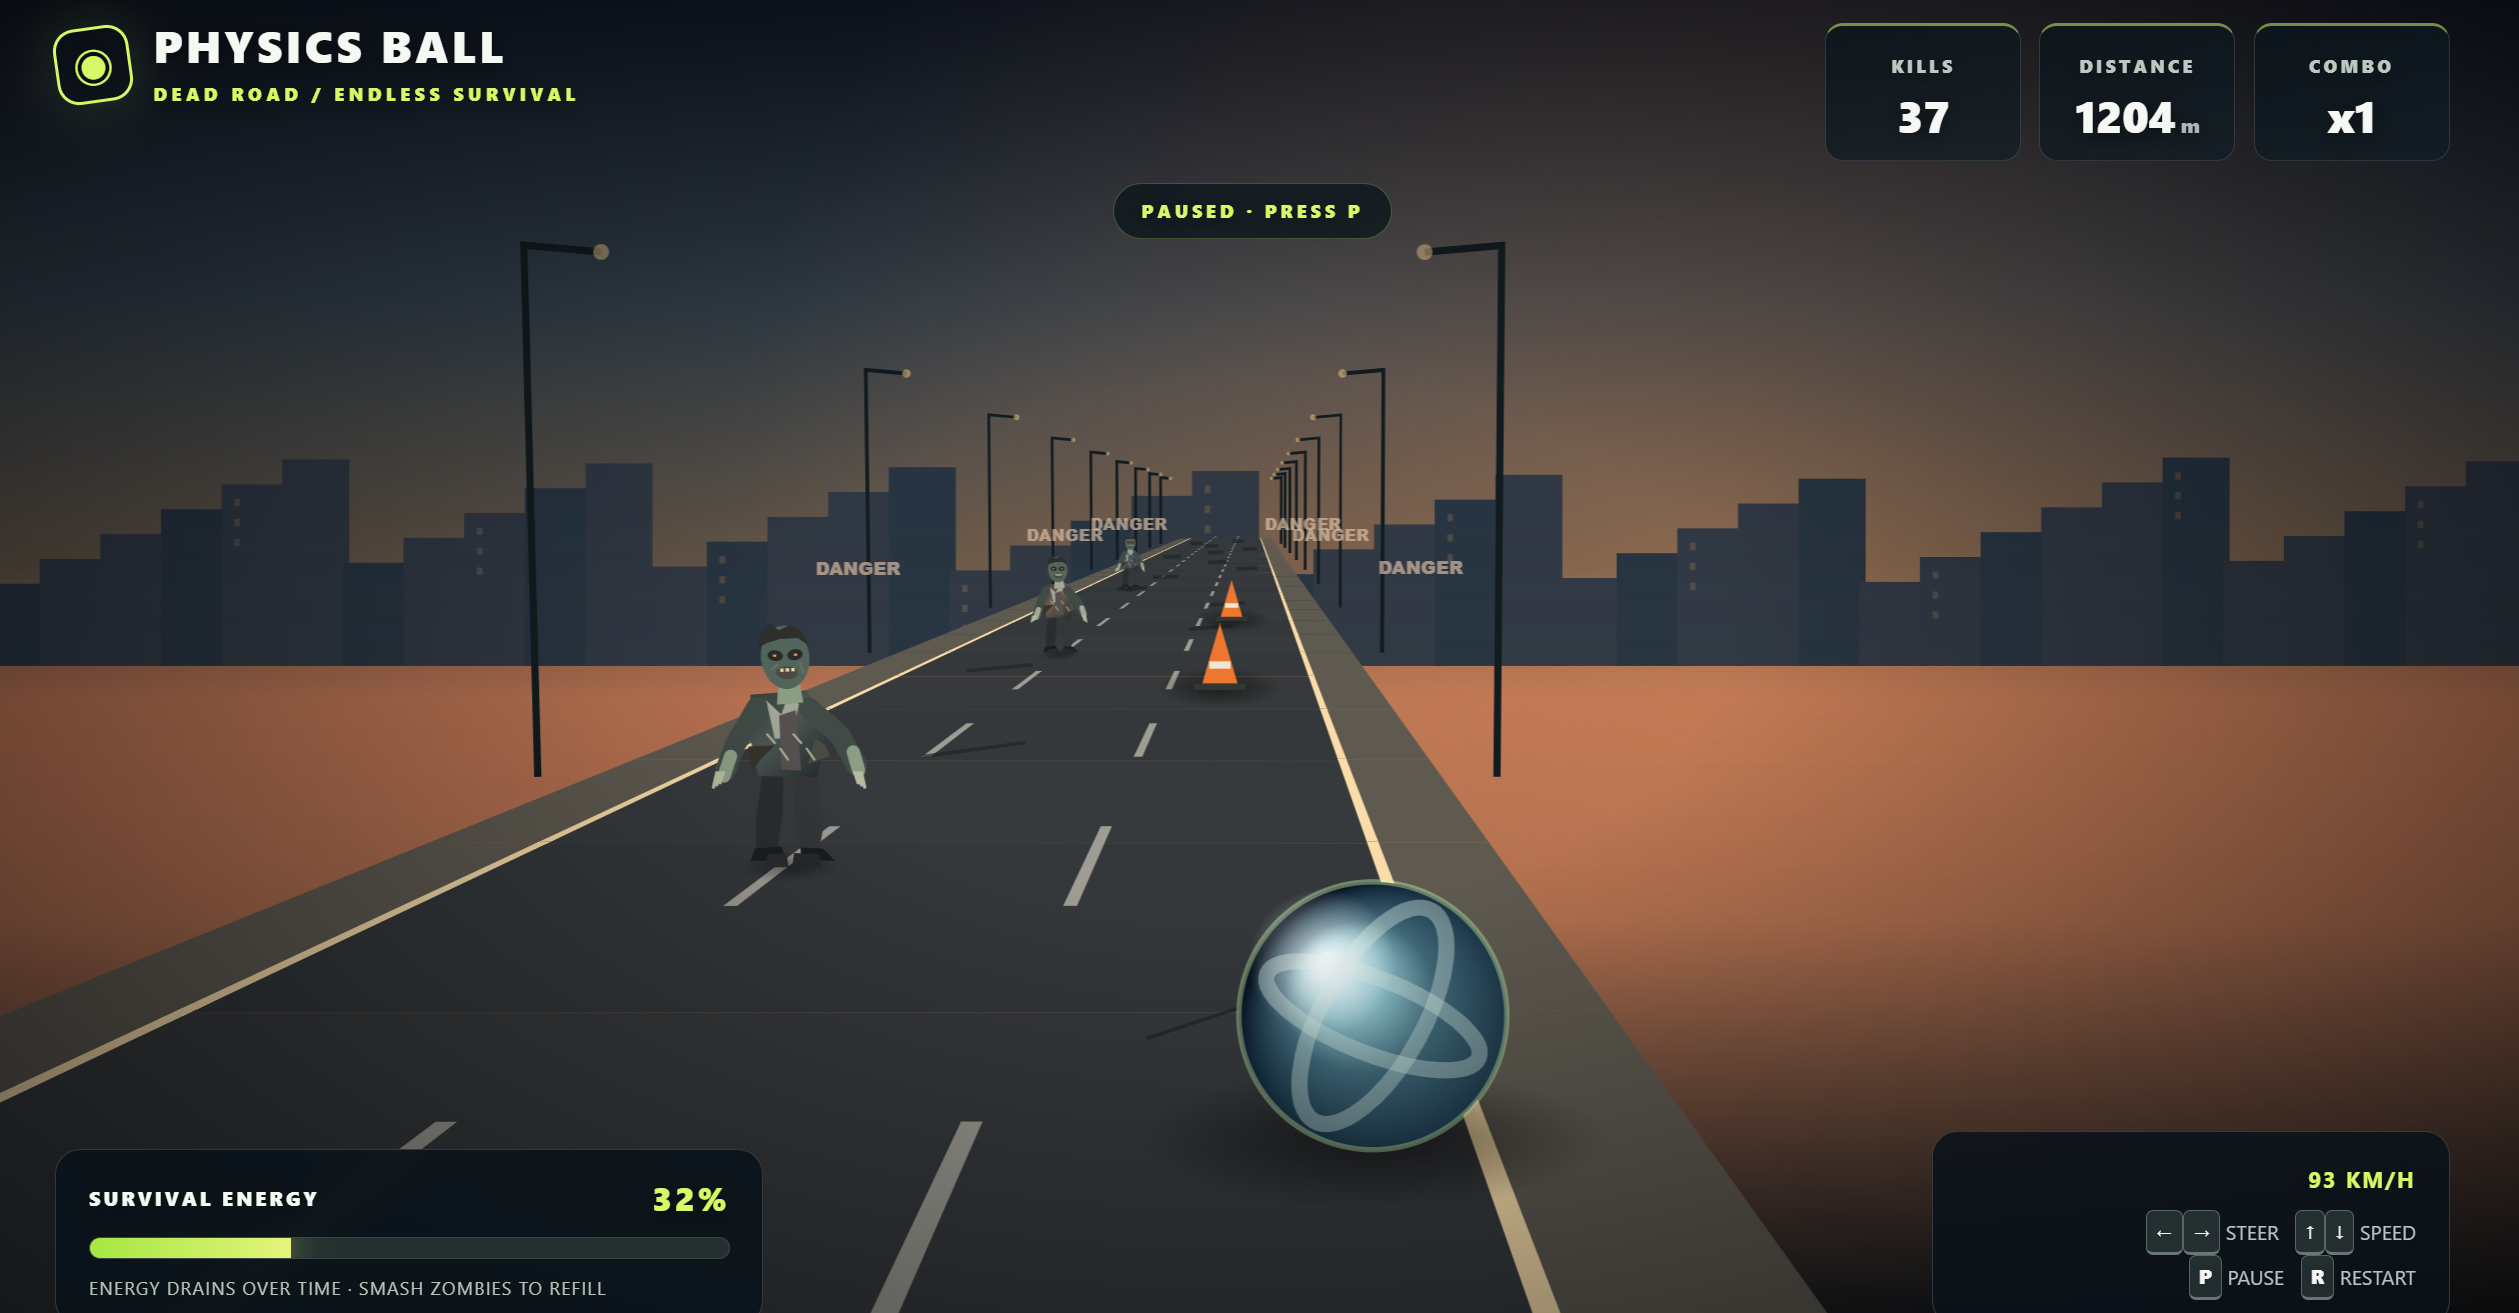 PHYSICS BALL
DEAD ROAD / ENDLESS SURVIVAL
KILLS
37
DISTANCE
1204 m
COMBO
x1
PAUSED · PRESS P
DANGER
DANGER
DANGER
DANGER
DANGER
DANGER
SURVIVAL ENERGY
32%
ENERGY DRAINS OVER TIME · SMASH ZOMBIES TO REFILL
93 KM/H
← → STEER ↑ ↓ SPEED
P PAUSE R RESTART